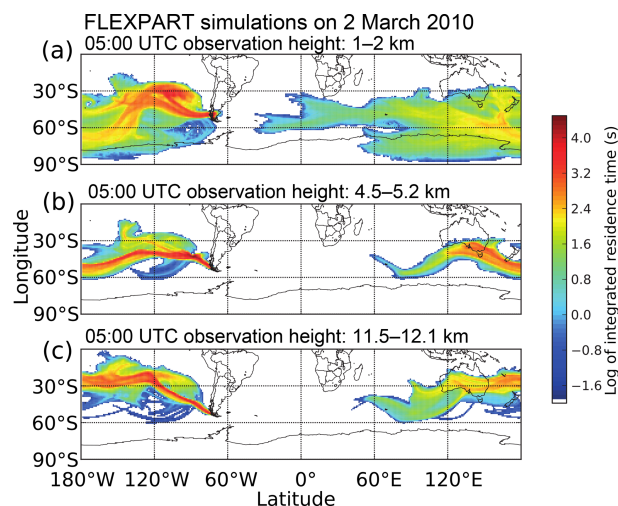 FLEXPART simulations on 2 March 2010
(a) 05:00 UTC observation height: 1–2 km
30°S
60°S
90°S
(b) 05:00 UTC observation height: 4.5–5.2 km
30°S
60°S
90°S
(c) 05:00 UTC observation height: 11.5–12.1 km
30°S
60°S
90°S
180°W 120°W 60°W 0° 60°E 120°E
Latitude
Longitude
4.0
3.2
2.4
1.6
0.8
0.0
−0.8
−1.6
Log of integrated residence time (s)